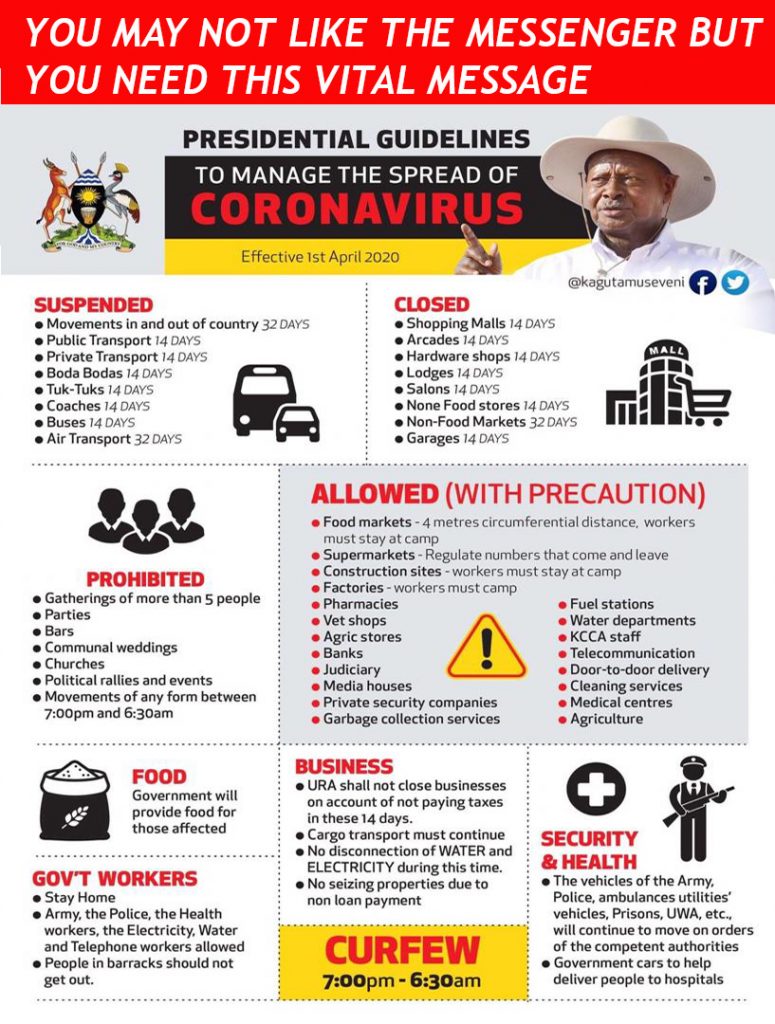 YOU MAY NOT LIKE THE MESSENGER BUT
YOU NEED THIS VITAL MESSAGE
PRESIDENTIAL GUIDELINES
TO MANAGE THE SPREAD OF
CORONAVIRUS
Effective 1st April 2020
FOR GOD AND MY COUNTRY
@kagutamuseveni
SUSPENDED
● Movements in and out of country 32 DAYS
● Public Transport 14 DAYS
● Private Transport 14 DAYS
● Boda Bodas 14 DAYS
● Tuk-Tuks 14 DAYS
● Coaches 14 DAYS
● Buses 14 DAYS
● Air Transport 32 DAYS
CLOSED
● Shopping Malls 14 DAYS
● Arcades 14 DAYS
● Hardware shops 14 DAYS
● Lodges 14 DAYS
● Salons 14 DAYS
● None Food stores 14 DAYS
● Non-Food Markets 32 DAYS
● Garages 14 DAYS
MALL
PROHIBITED
● Gatherings of more than 5 people
● Parties
● Bars
● Communal weddings
● Churches
● Political rallies and events
● Movements of any form between
7:00pm and 6:30am
ALLOWED (WITH PRECAUTION)
● Food markets - 4 metres circumferential distance, workers
must stay at camp
● Supermarkets - Regulate numbers that come and leave
● Construction sites - workers must stay at camp
● Factories - workers must camp
● Pharmacies
● Vet shops
● Agric stores
● Banks
● Judiciary
● Media houses
● Private security companies
● Garbage collection services
● Fuel stations
● Water departments
● KCCA staff
● Telecommunication
● Door-to-door delivery
● Cleaning services
● Medical centres
● Agriculture
FOOD
Government will
provide food for
those affected
GOV'T WORKERS
● Stay Home
● Army, the Police, the Health
workers, the Electricity, Water
and Telephone workers allowed
● People in barracks should not
get out.
BUSINESS
● URA shall not close businesses
on account of not paying taxes
in these 14 days.
● Cargo transport must continue
● No disconnection of WATER and
ELECTRICITY during this time.
● No seizing properties due to
non loan payment
CURFEW
7:00pm - 6:30am
SECURITY
& HEALTH
● The vehicles of the Army,
Police, ambulances utilities'
vehicles, Prisons, UWA, etc.,
will continue to move on orders
of the competent authorities
● Government cars to help
deliver people to hospitals